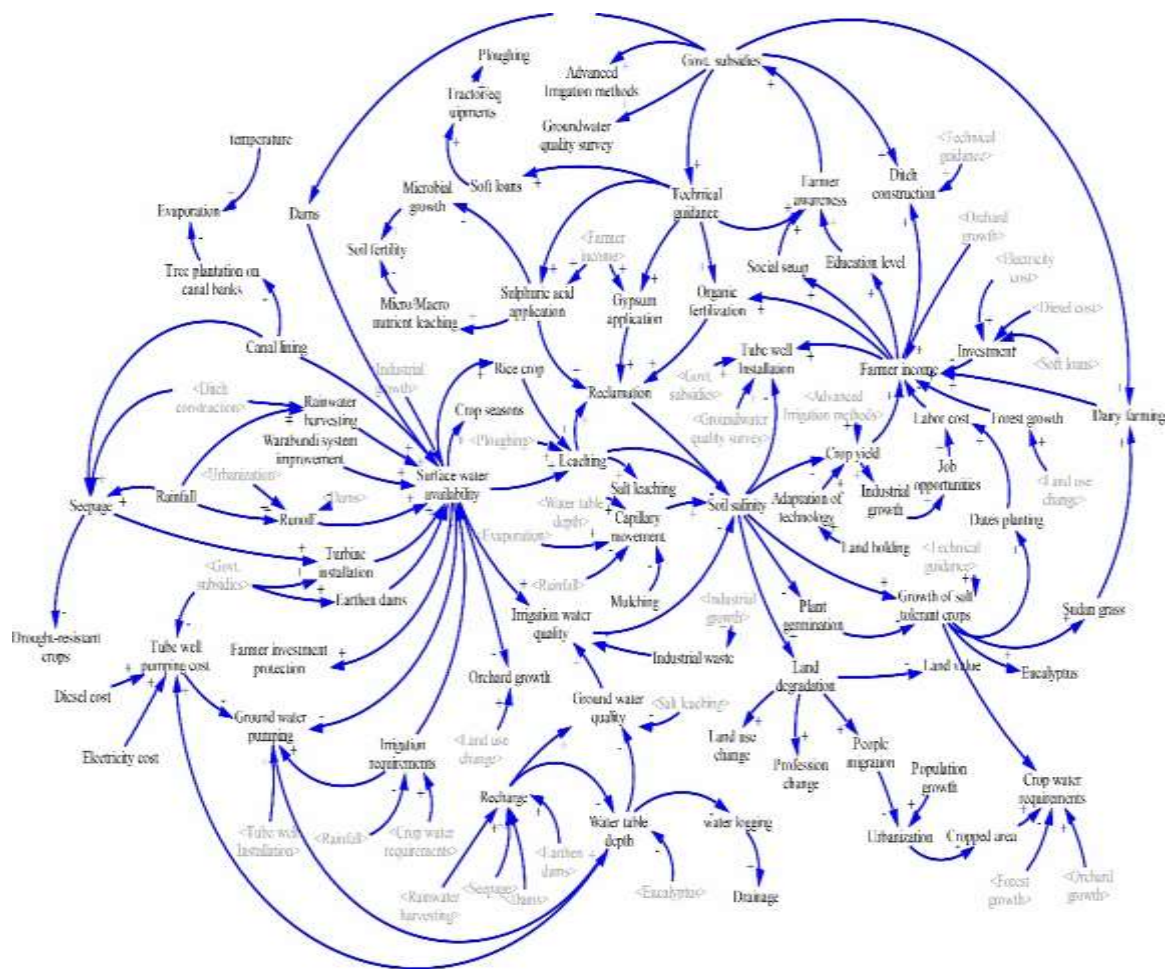 Ploughing
Advanced
Irrigation methods
Govt. subsidies
Tractor/eq
uipments
Groundwater
quality survey
temperature
<Technical
guidance>
Ditch
construction
Microbial
growth
Soft loans
Technical
guidance
Farmer
awareness
Evaporation
Dams
<Orchard
growth>
Soil fertility
<Farmer
income>
Social setup
Education level
<Electricity
cost>
Tree plantation on
canal banks
Micro/Macro
nutrient leaching
Sulphuric acid
application
Gypsum
application
Organic
fertilization
<Diesel cost>
Canal lining
<Industrial
growth>
Rice crop
Tube well
Installation
Farmer income
Investment
<Soft loans>
<Ditch
construction>
Rainwater
harvesting
Crop seasons
Reclamation
<Govt.
subsidies>
<Advanced
Irrigation methods>
Labor cost
Forest growth
Dairy farming
Warabundi system
improvement
<Ploughing>
<Groundwater
quality survey>
<Urbanization>
Surface water
availability
Leaching
Crop yield
Job
opportunities
<Land use
change>
Seepage
Rainfall
<Dams>
Salt leaching
Soil salinity
Adaptation of
technology
Industrial
growth
Runoff
<Water table
depth>
Capillary
movement
Dates planting
<Evaporation>
Land holding
<Technical
guidance>
Turbine
installation
<Govt.
subsidies>
Earthen dams
<Rainfall>
Mulching
Growth of salt
tolerant crops
Irrigation water
quality
<Industrial
growth>
Plant
germination
Sudan grass
Drought-resistant
crops
Tube well
pumping cost
Farmer investment
protection
Industrial waste
Land
degradation
Land value
Eucalyptus
Orchard growth
Diesel cost
Ground water
pumping
Ground water
quality
<Salt leaching>
Land use
change
Profession
change
People
migration
Electricity cost
Irrigation
requirements
<Land use
change>
Population
growth
Crop water
requirements
Recharge
Water table
depth
water logging
Urbanization
Cropped area
<Tube well
Installation>
<Rainfall>
<Crop water
requirements>
<Earthen
dams>
<Rainwater
harvesting>
<Seepage>
<Dams>
<Eucalyptus>
Drainage
<Forest
growth>
<Orchard
growth>